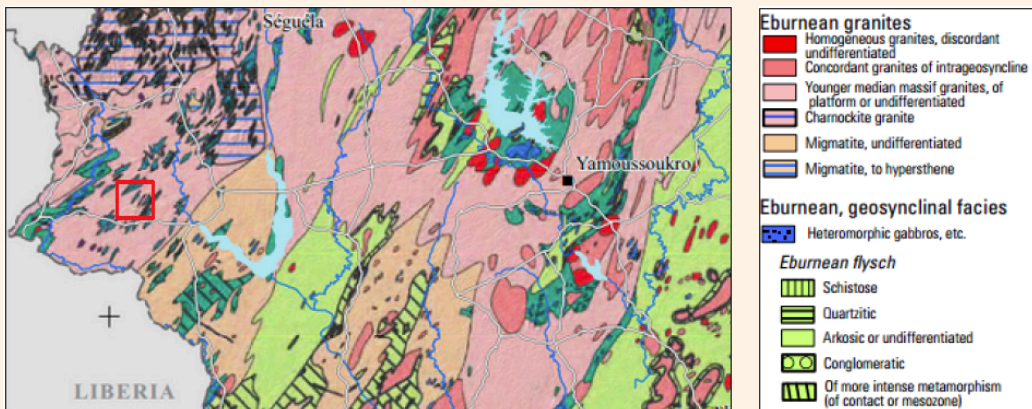 Séguéla
Yamoussoukro
LIBERIA
Eburnean granites
Homogeneous granites, discordant
undifferentiated
Concordant granites of intrageosyncline
Younger median massif granites, of
platform or undifferentiated
Charnockite granite
Migmatite, undifferentiated
Migmatite, to hypersthene
Eburnean, geosynclinal facies
Heteromorphic gabbros, etc.
Eburnean flysch
Schistose
Quartzitic
Arkosic or undifferentiated
Conglomeratic
Of more intense metamorphism
(of contact or mesozone)